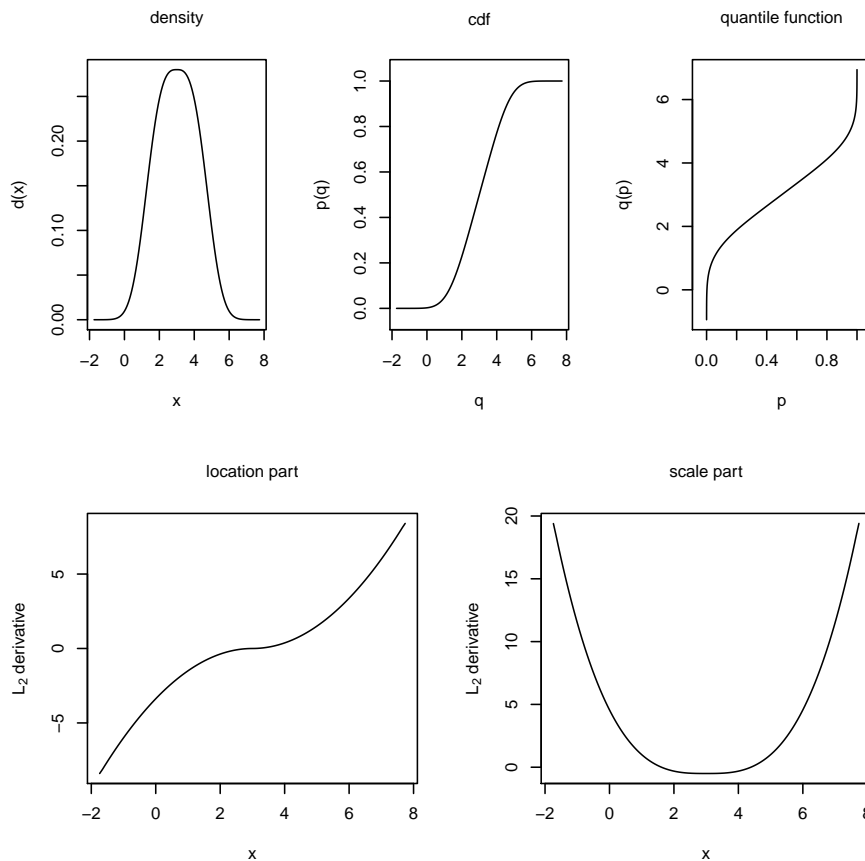 density
cdf
quantile function
d(x)
0.00
0.10
0.20
−2 0 2 4 6 8
x
p(q)
0.0
0.2
0.4
0.6
0.8
1.0
−2 0 2 4 6 8
q
q(p)
0
2
4
6
0.0 0.4 0.8
p
location part
scale part
L2 derivative
−5
0
5
−2 0 2 4 6 8
x
L2 derivative
0
5
10
15
20
−2 0 2 4 6 8
x